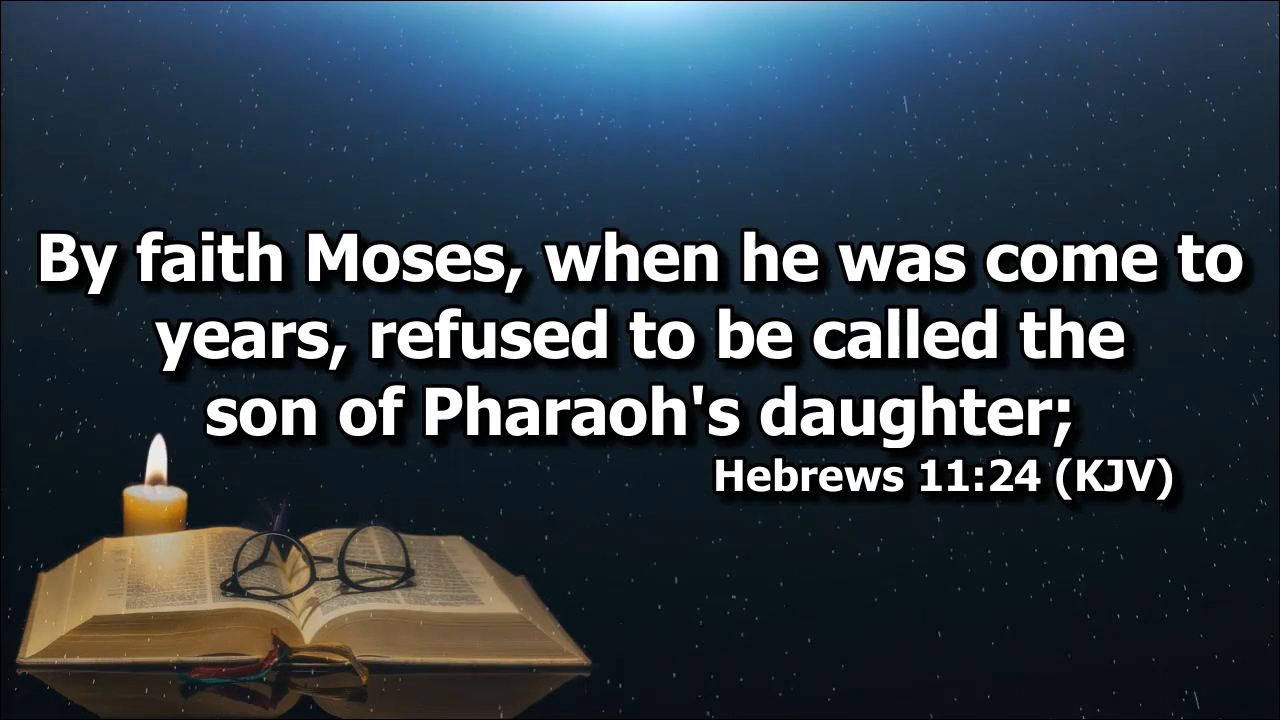 By faith Moses, when he was come to
years, refused to be called the
son of Pharaoh's daughter;
Hebrews 11:24 (KJV)